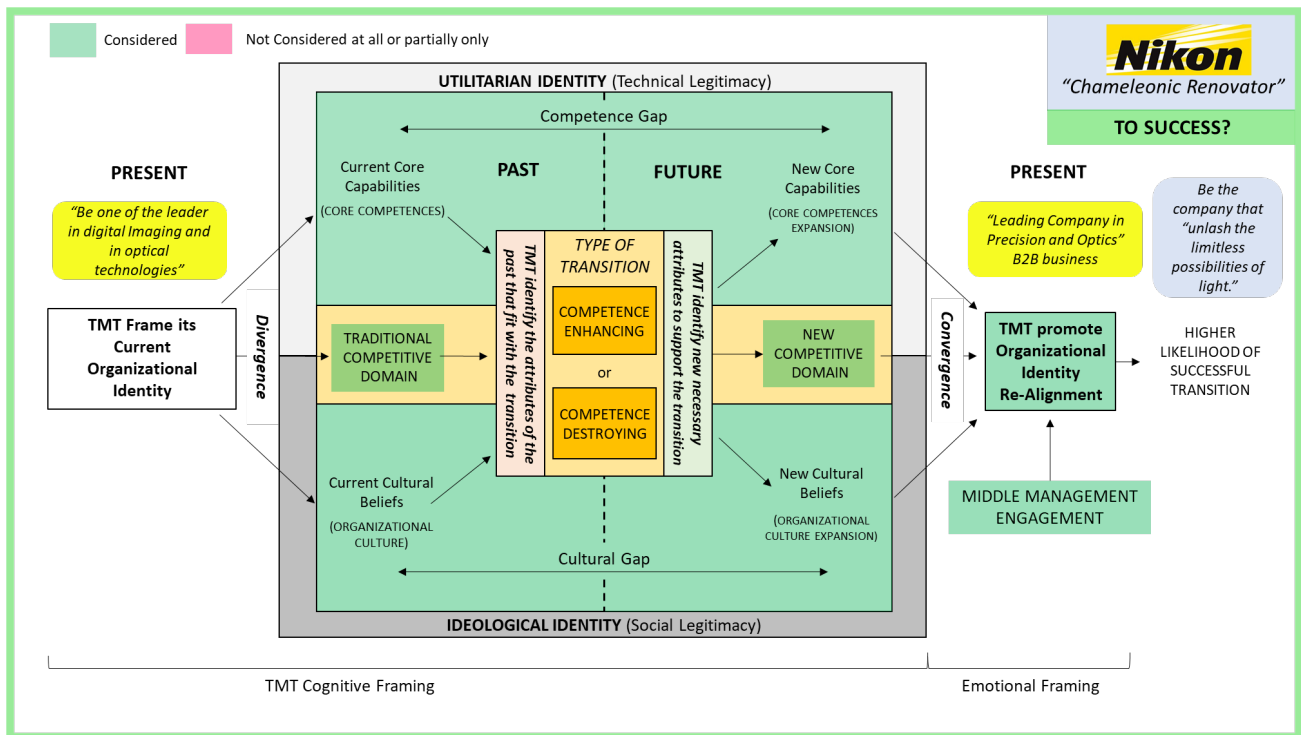 Considered
Not Considered at all or partially only
Nikon
“Chameleonic Renovator”
TO SUCCESS?
UTILITARIAN IDENTITY (Technical Legitimacy)
Competence Gap
PRESENT
“Be one of the leader
in digital Imaging and
in optical
technologies”
TMT Frame its
Current
Organizational
Identity
Divergence
Current Core
Capabilities
(CORE COMPETENCES)
PAST
FUTURE
New Core
Capabilities
(CORE COMPETENCES
EXPANSION)
TRADITIONAL
COMPETITIVE
DOMAIN
TMT identify the attributes of the
past that fit with the transition
TYPE OF
TRANSITION
COMPETENCE
ENHANCING
or
COMPETENCE
DESTROYING
TMT identify new necessary
attributes to support the transition
NEW
COMPETITIVE
DOMAIN
Current Cultural
Beliefs
(ORGANIZATIONAL
CULTURE)
New Cultural
Beliefs
(ORGANIZATIONAL
CULTURE EXPANSION)
Cultural Gap
IDEOLOGICAL IDENTITY (Social Legitimacy)
Convergence
PRESENT
“Leading Company in
Precision and Optics”
B2B business
Be the
company that
“unlash the
limitless
possibilities of
light.”
TMT promote
Organizational
Identity
Re-Alignment
HIGHER
LIKELIHOOD OF
SUCCESSFUL
TRANSITION
MIDDLE MANAGEMENT
ENGAGEMENT
TMT Cognitive Framing
Emotional Framing